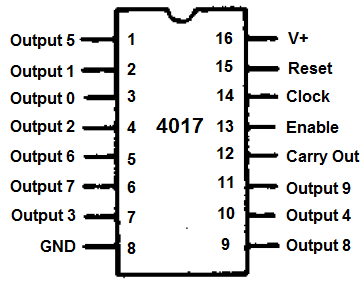 Output 5 1 16 V+
Output 1 2 15 Reset
Output 0 3 14 Clock
Output 2 4 4017 13 Enable
Output 6 5 12 Carry Out
Output 7 6 11 Output 9
Output 3 7 10 Output 4
GND 8 9 Output 8